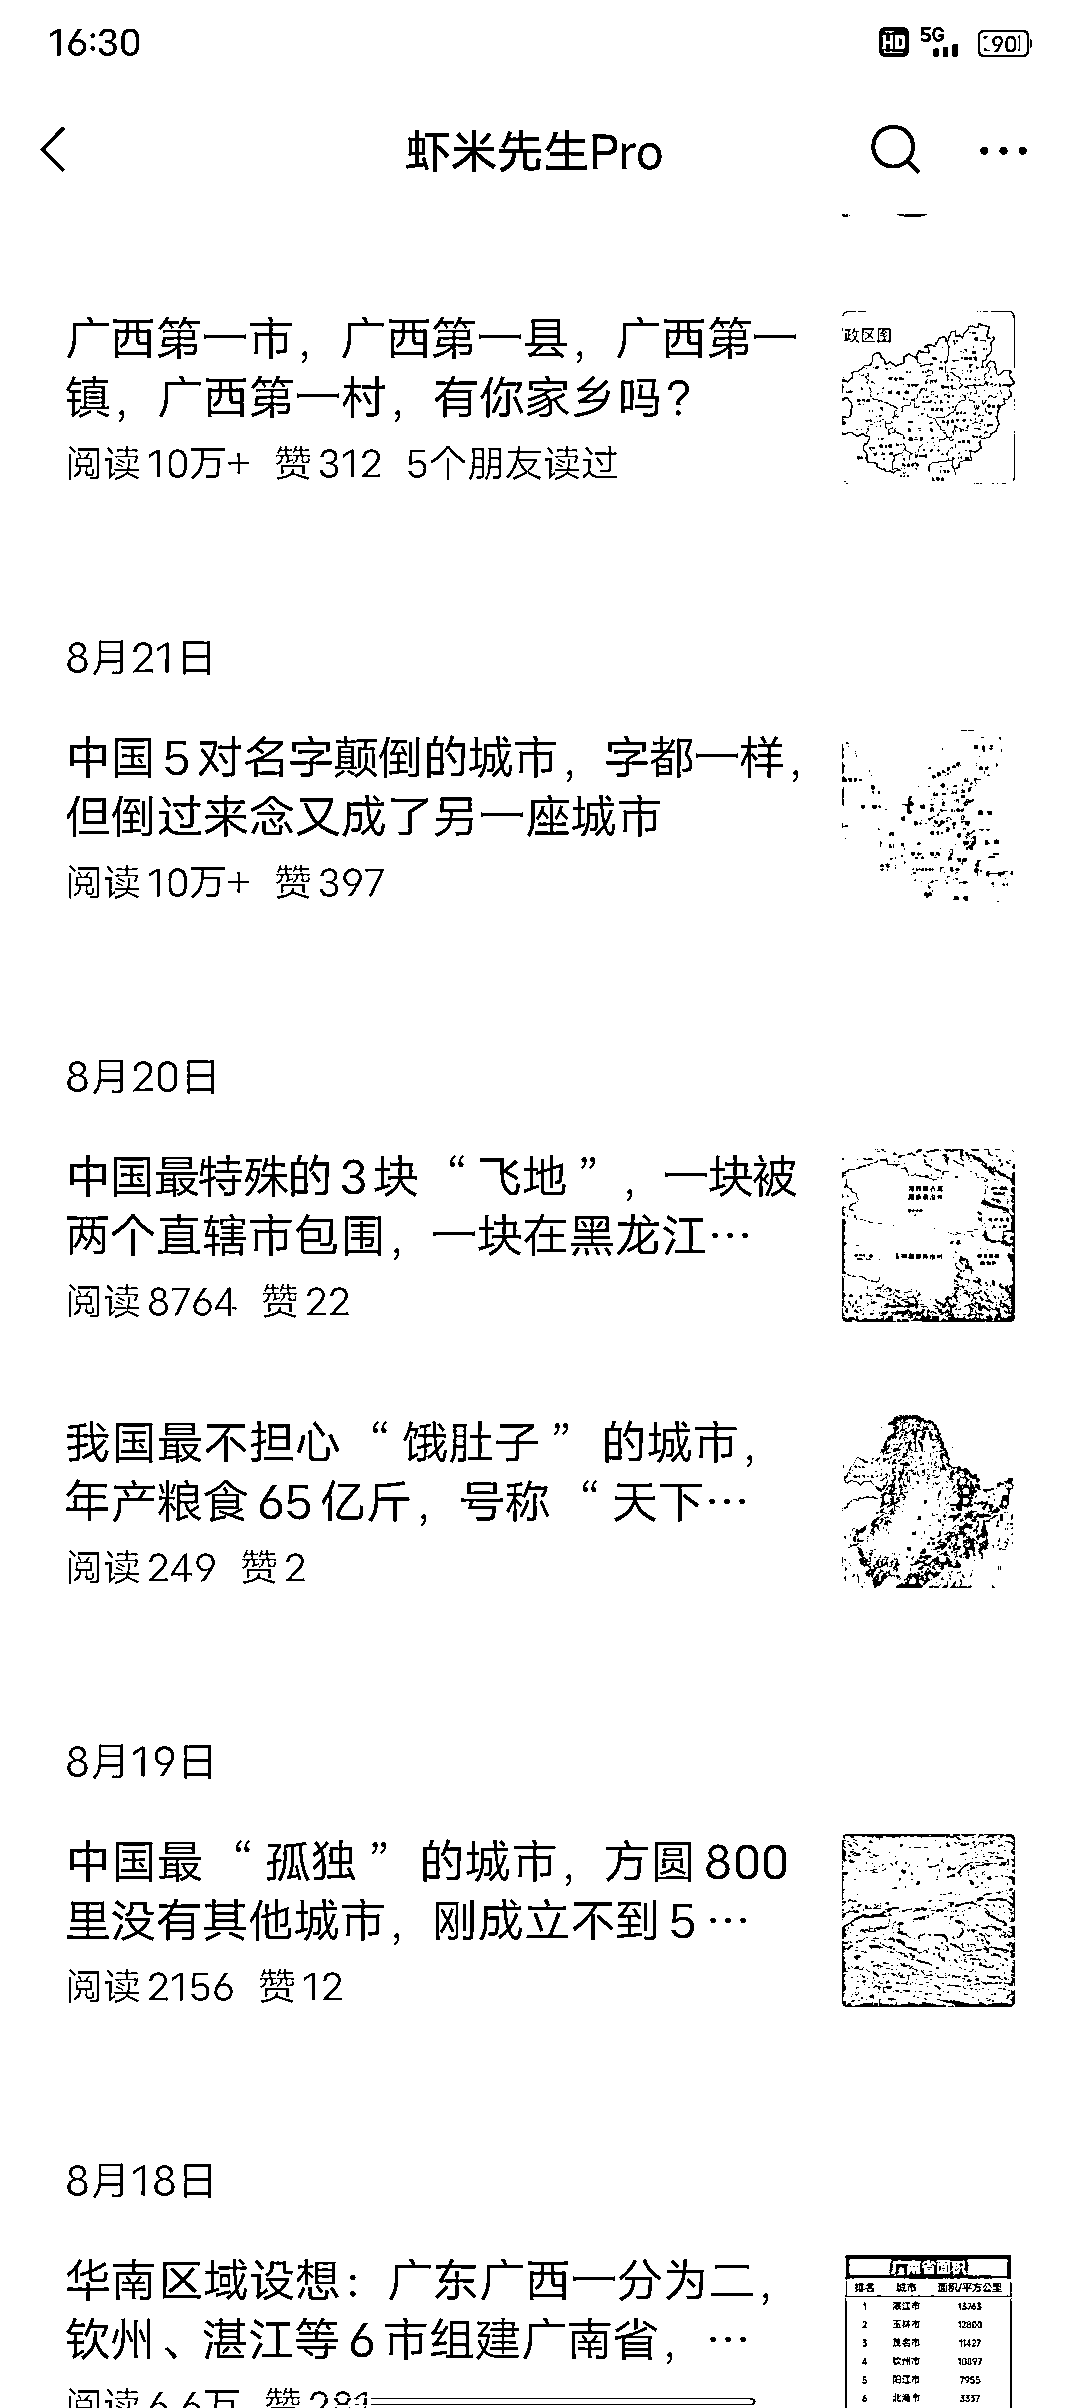 16:30
HD 5G 90
虾米先生Pro
广西第一市，广西第一县，广西第一
镇，广西第一村，有你家乡吗？
阅读10万+ 赞312 5个朋友读过
政区图
8月21日
中国5对名字颠倒的城市，字都一样，
但倒过来念又成了另一座城市
阅读10万+ 赞397
8月20日
中国最特殊的3块“飞地”，一块被
两个直辖市包围，一块在黑龙江…
阅读8764 赞22
我国最不担心“饿肚子”的城市，
年产粮食65亿斤，号称“天下…
阅读249 赞2
8月19日
中国最“孤独”的城市，方圆800
里没有其他城市，刚成立不到5…
阅读2156 赞12
8月18日
华南区域设想：广东广西一分为二，
钦州、湛江等6市组建广南省，…
阅读6.6万 赞281
广南省面积
排名 城市 面积/平方公里
1 湛江市 13263
2 玉林市 12800
3 茂名市 11427
4 钦州市 10897
5 阳江市 7955
6 北海市 3337